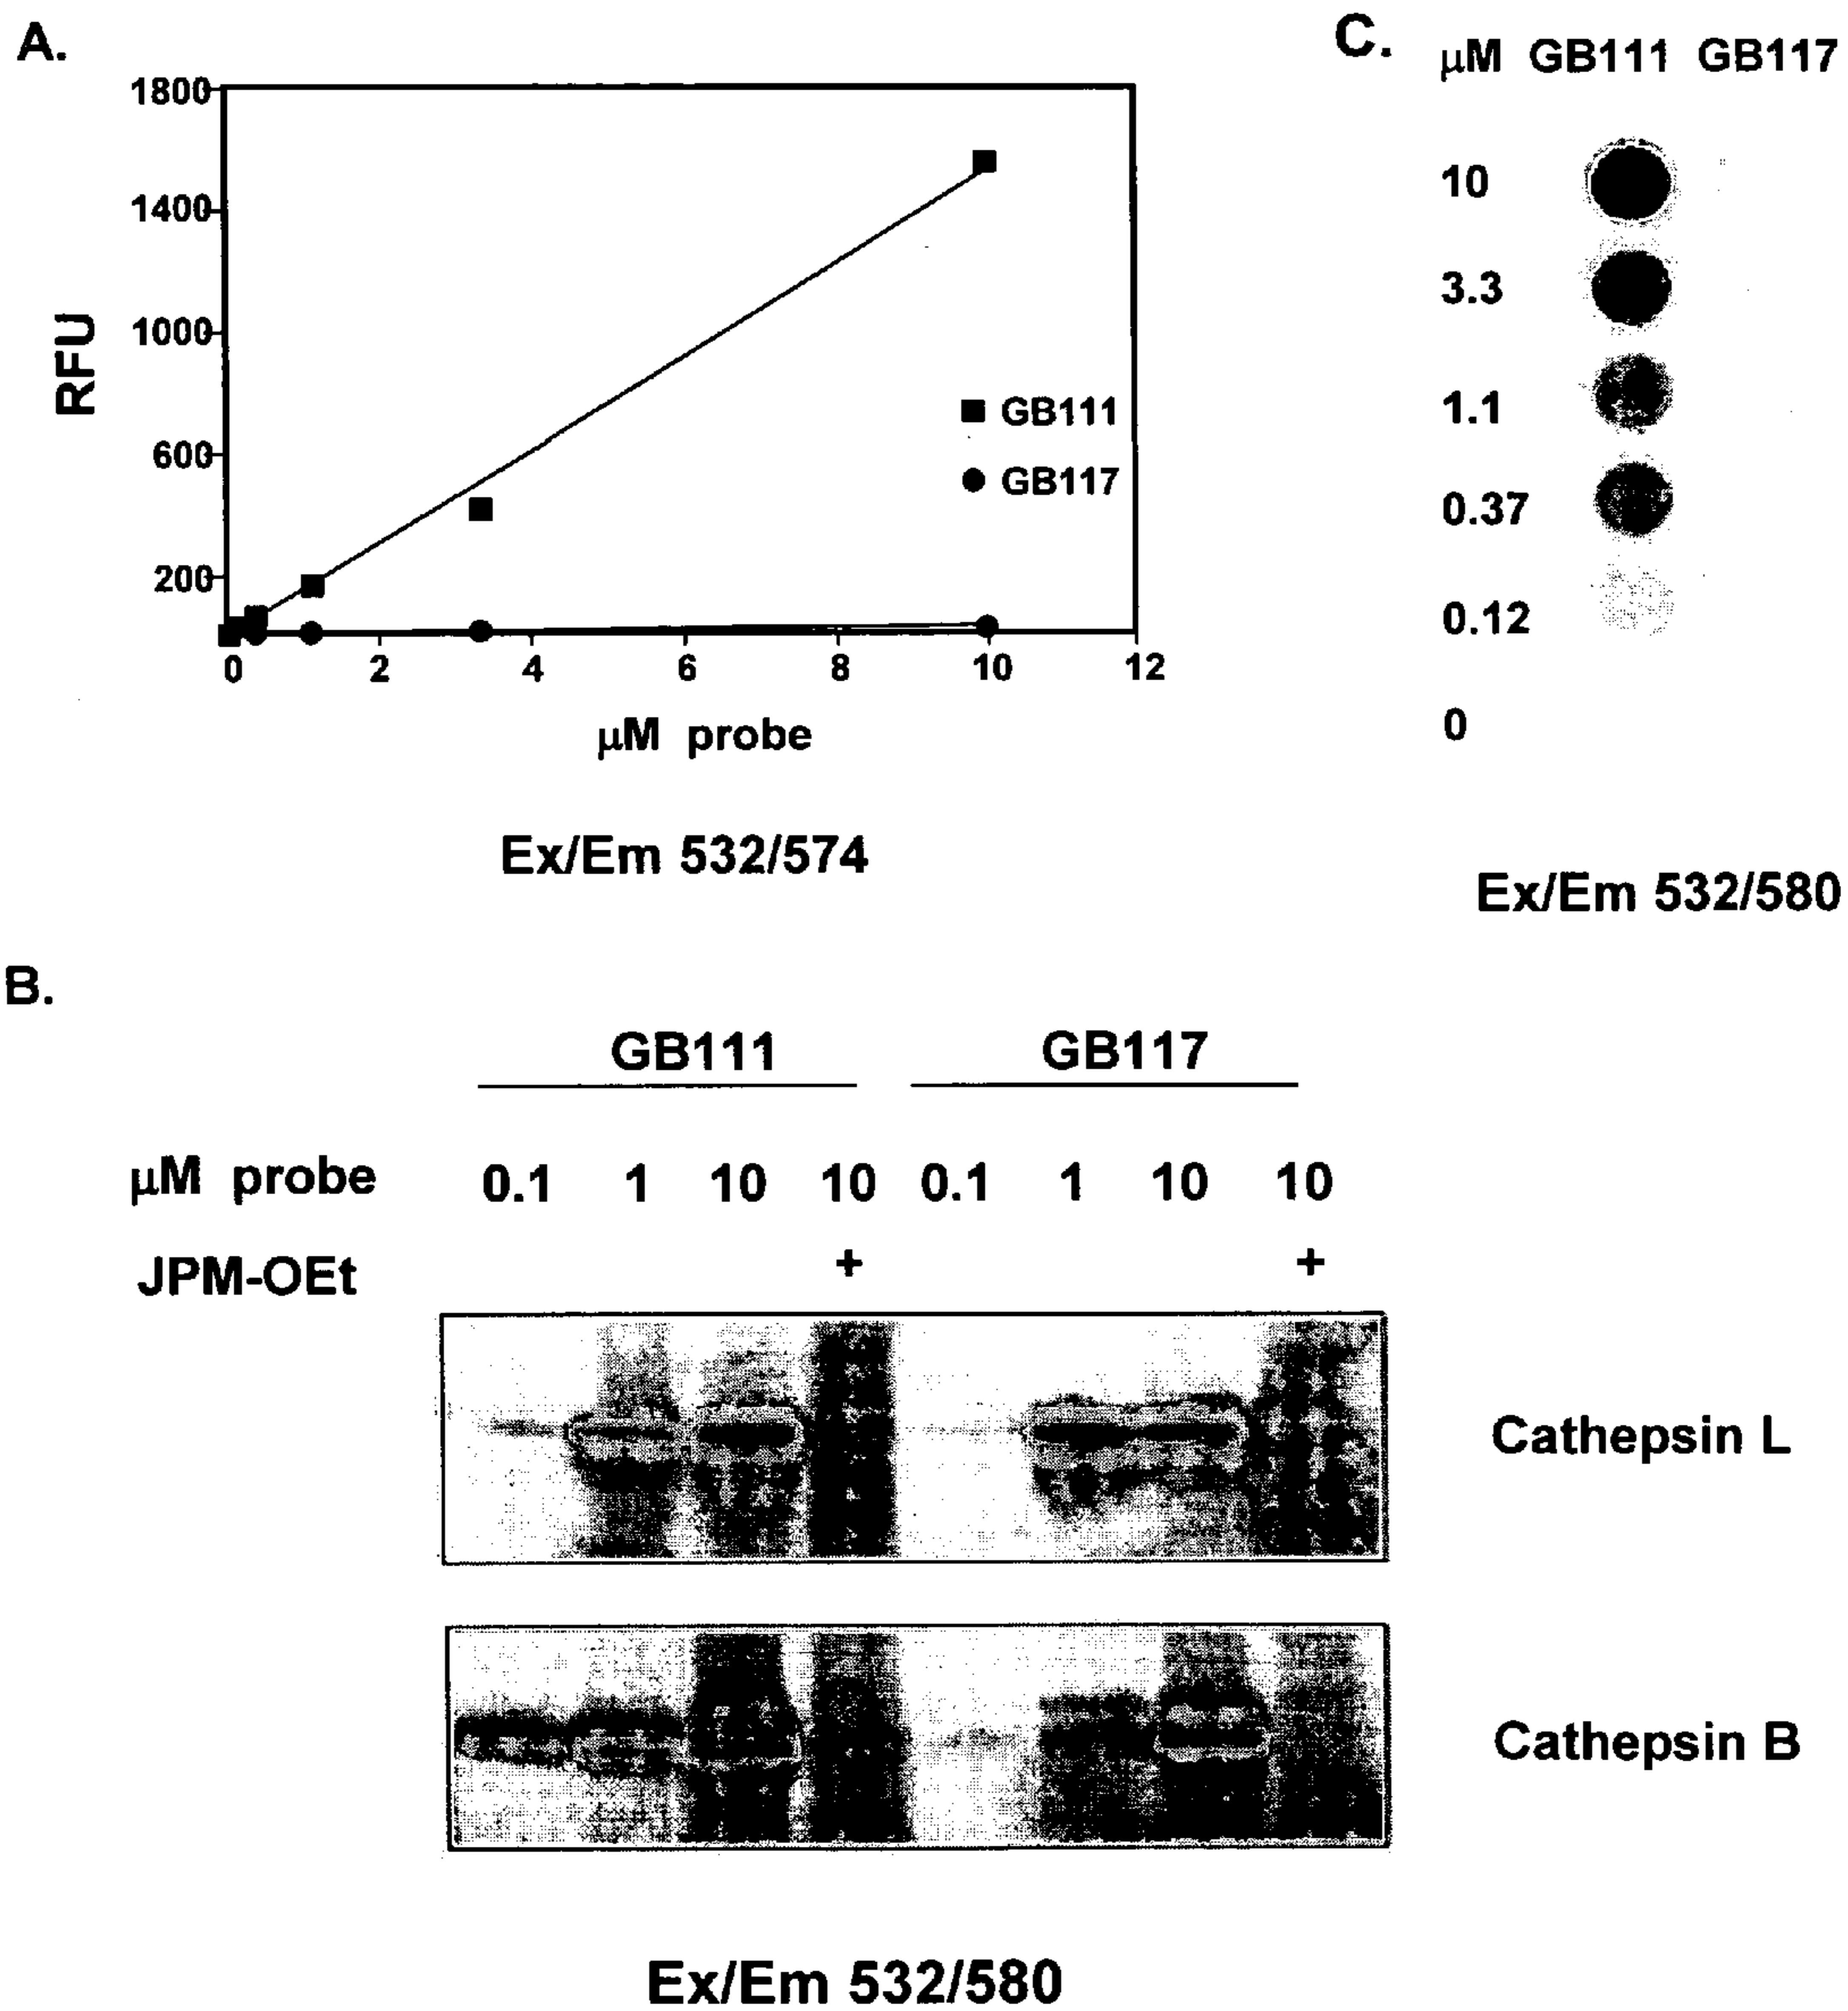 A.
1800
1400
1000
600
200
RFU
GB111
GB117
0 2 4 6 8 10 12
μM probe
Ex/Em 532/574
C.
μM GB111 GB117
10
3.3
1.1
0.37
0.12
0
Ex/Em 532/580
B.
GB111 GB117
μM probe 0.1 1 10 10 0.1 1 10 10
JPM-OEt + +
Cathepsin L
Cathepsin B
Ex/Em 532/580